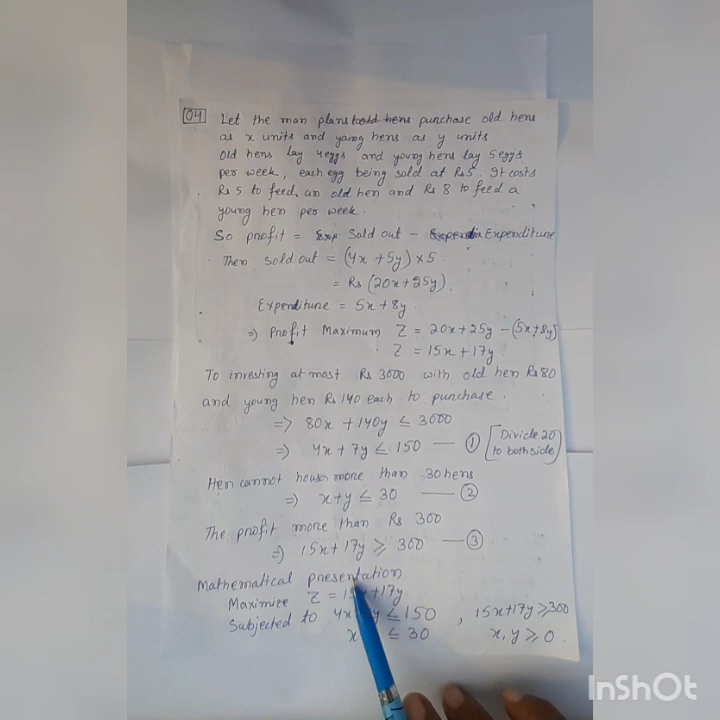 04 Let the man plans purchase old hens
as x units and young hens as y units.
Old hens lay 4 eggs and young hens lay 5 eggs
per week, each egg being sold at Rs 5. It costs
Rs 5 to feed an old hen and Rs 8 to feed a
young hen per week.
So profit = Sold out - Expenditure
Then sold out = (4x + 5y) × 5
= Rs (20x + 25y).
Expenditure = 5x + 8y.
⇒ Profit Maximum Z = 20x + 25y - (5x + 8y)
Z = 15x + 17y
To investing at most Rs 3000 with old hen Rs 80
and young hen Rs 140 each to purchase.
⇒ 80x + 140y ≤ 3000
⇒ 4x + 7y ≤ 150 — ① [Divide 20
to both side]
Hen cannot house more than 30 hens
⇒ x + y ≤ 30 — ②
The profit more than Rs 300
⇒ 15x + 17y ≥ 300 — ③
Mathematical presentation
Maximize Z = 15x + 17y
Subjected to 4x y ≤ 150 , 15x + 17y ≥ 300
x ≤ 30 x, y ≥ 0.
InShOt